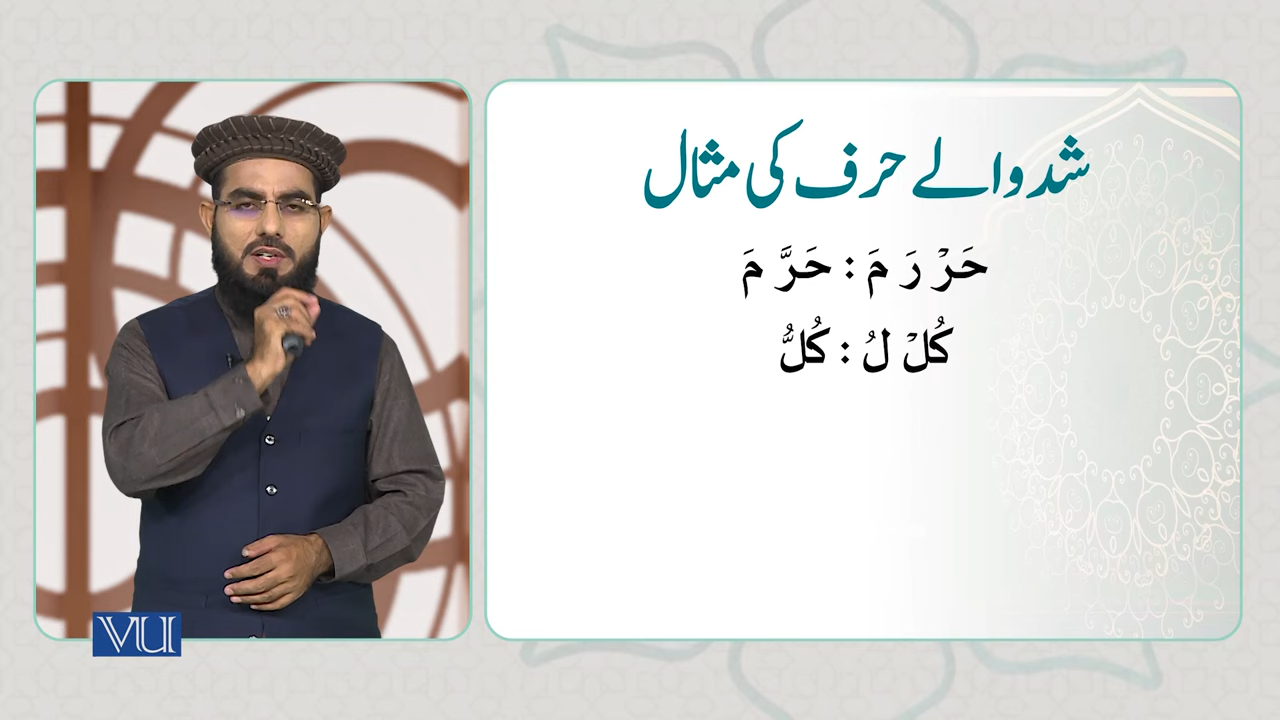 شد والے حرف کی مثال
حَرْ رَ مَ : حَرَّ مَ
كُلْ لُ : كُلُّ
VU